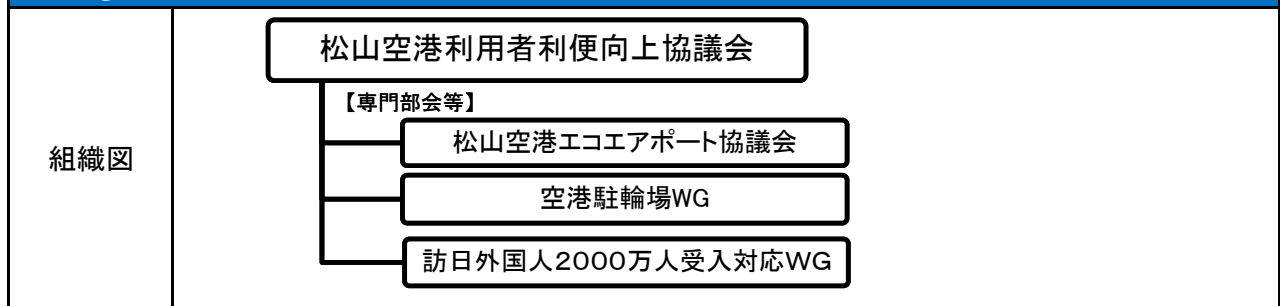 松山空港利用者利便向上協議会
【専門部会等】
松山空港エコエアポート協議会
組織図
空港駐輪場WG
訪日外国人2000万人受入対応WG